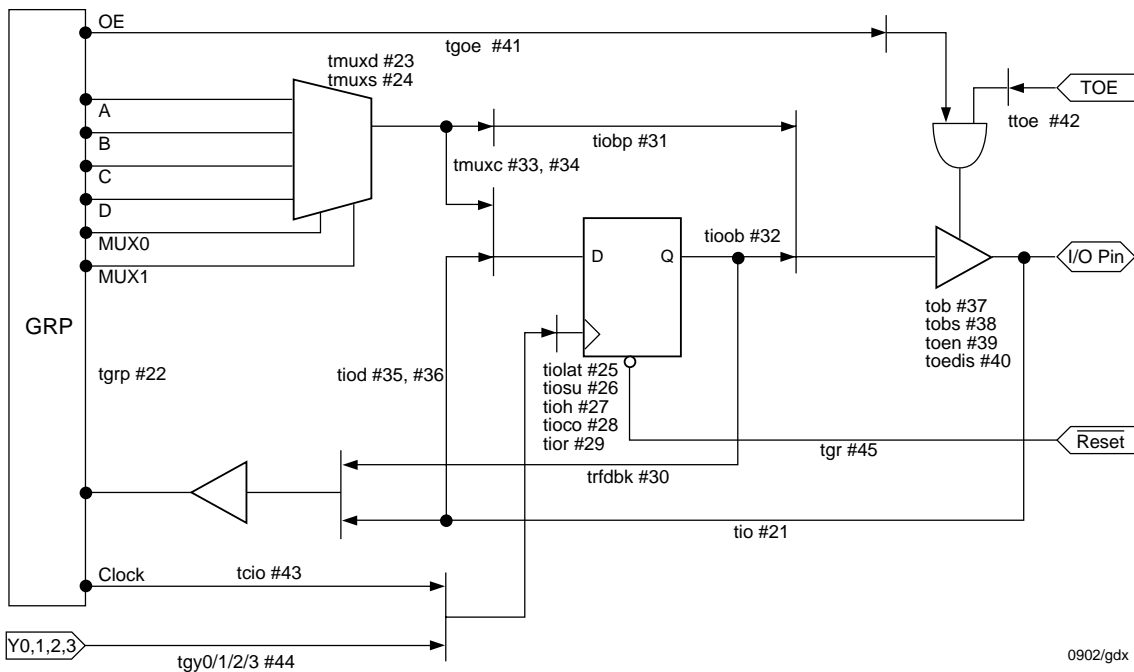 OE
tgoe #41
tmuxd #23
tmuxs #24
TOE
ttoe #42
A
B
C
D
MUX0
MUX1
tiobp #31
tmuxc #33, #34
GRP
D
Q
tioob #32
I/O Pin
tob #37
tobs #38
toen #39
toedis #40
tgrp #22
tiod #35, #36
tiolat #25
tiosu #26
tioh #27
tioco #28
tior #29
Reset
tgr #45
trfdbk #30
tio #21
Clock
tcio #43
Y0,1,2,3
tgy0/1/2/3 #44
0902/gdx